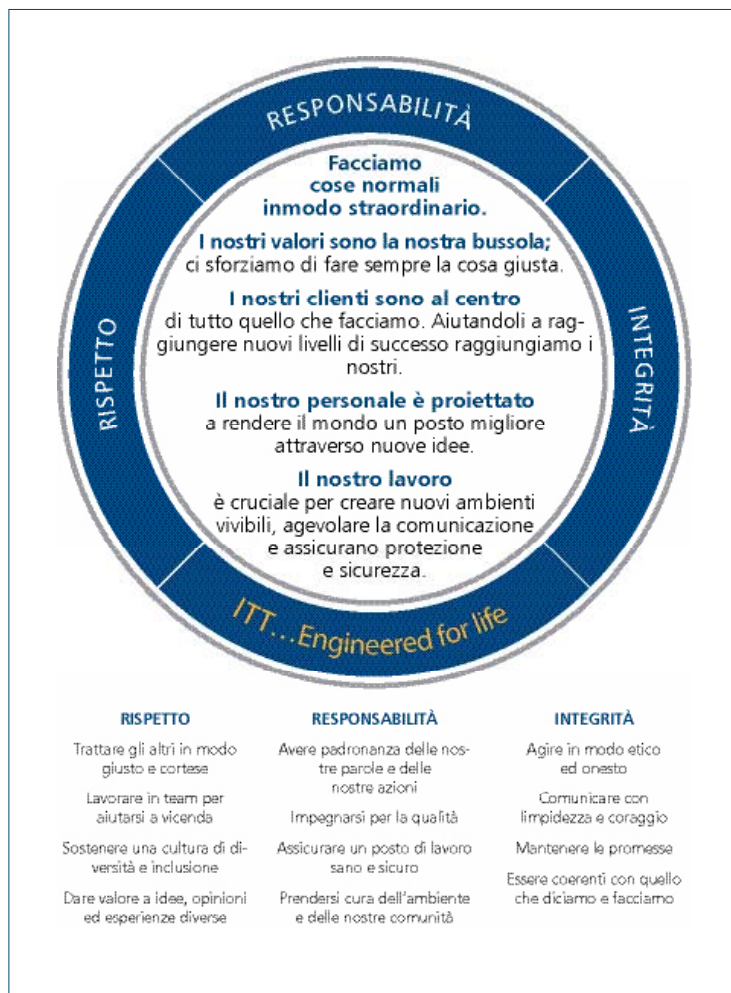 RESPONSABILITÀ
RISPETTO
INTEGRITÀ
Facciamo
cose normali
inmodo straordinario.
I nostri valori sono la nostra bussola;
ci sforziamo di fare sempre la cosa giusta.
I nostri clienti sono al centro
di tutto quello che facciamo. Aiutandoli a rag-
giungere nuovi livelli di successo raggiungiamo i
nostri.
Il nostro personale è proiettato
a rendere il mondo un posto migliore
attraverso nuove idee.
Il nostro lavoro
è cruciale per creare nuovi ambienti
vivibili, agevolare la comunicazione
e assicurano protezione
e sicurezza.
ITT...Engineered for life
RISPETTO
Trattare gli altri in modo
giusto e cortese
Lavorare in team per
aiutarsi a vicenda
Sostenere una cultura di di-
versità e inclusione
Dare valore a idee, opinioni
ed esperienze diverse
RESPONSABILITÀ
Avere padronanza delle nos-
tre parole e delle
nostre azioni
Impegnarsi per la qualità
Assicurare un posto di lavoro
sano e sicuro
Prendersi cura dell'ambiente
e delle nostre comunità
INTEGRITÀ
Agire in modo etico
ed onesto
Comunicare con
limpidezza e coraggio
Mantenere le promesse
Essere coerenti con quello
che diciamo e facciamo